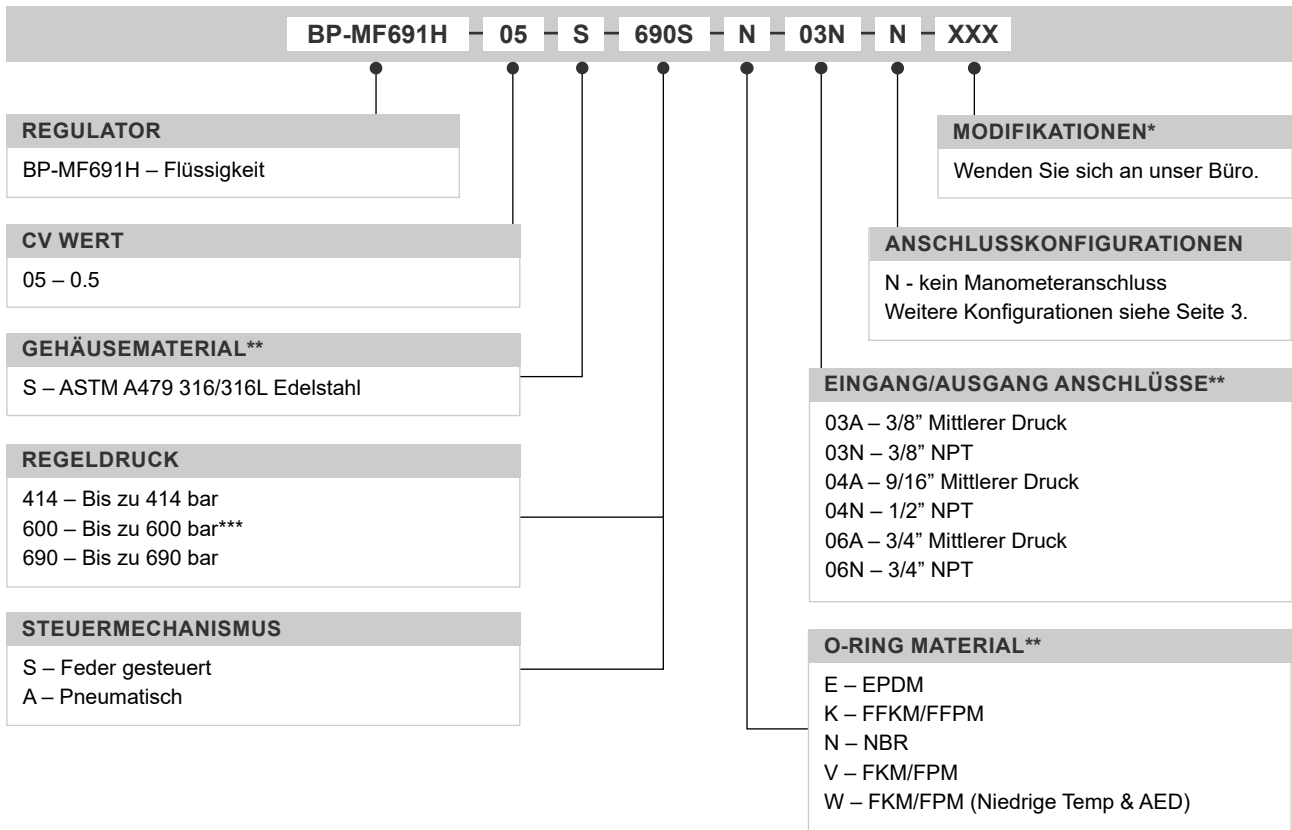 BP-MF691H 05 S 690S N 03N N XXX
REGULATOR
BP-MF691H – Flüssigkeit
CV WERT
05 – 0.5
GEHÄUSEMATERIAL**
S – ASTM A479 316/316L Edelstahl
REGELDRUCK
414 – Bis zu 414 bar
600 – Bis zu 600 bar***
690 – Bis zu 690 bar
STEUERMECHANISMUS
S – Feder gesteuert
A – Pneumatisch
MODIFIKATIONEN*
Wenden Sie sich an unser Büro.
ANSCHLUSSKONFIGURATIONEN
N - kein Manometeranschluss
Weitere Konfigurationen siehe Seite 3.
EINGANG/AUSGANG ANSCHLÜSSE**
03A – 3/8” Mittlerer Druck
03N – 3/8” NPT
04A – 9/16” Mittlerer Druck
04N – 1/2” NPT
06A – 3/4” Mittlerer Druck
06N – 3/4” NPT
O-RING MATERIAL**
E – EPDM
K – FFKM/FFPM
N – NBR
V – FKM/FPM
W – FKM/FPM (Niedrige Temp & AED)